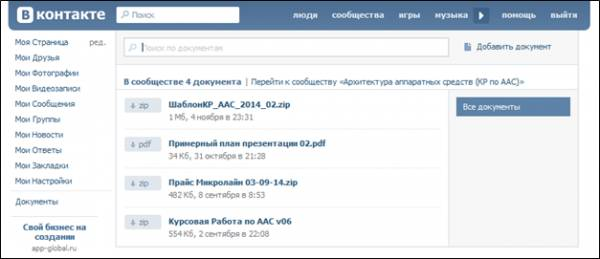 В контакте Поиск люди сообщества игры музыка помощь выйти
Моя Страница ред.
Мои Друзья
Мои Фотографии
Мои Видеозаписи
Мои Сообщения
Мои Группы
Мои Новости
Мои Ответы
Мои Закладки
Мои Настройки
Документы
Свой бизнес на
создании
app-global.ru
Поиск по документам
Добавить документ
В сообществе 4 документа | Перейти к сообществу «Архитектура аппаратных средств (КР по ААС)»
zip ШаблонКР_ААС_2014_02.zip
1 Мб, 4 ноября в 23:31
pdf Примерный план презентации 02.pdf
34 Кб, 31 октября в 21:28
zip Прайс Микролайн 03-09-14.zip
482 Кб, 8 сентября в 8:53
zip Курсовая Работа по ААС v06
554 Кб, 2 сентября в 22:08
Все документы